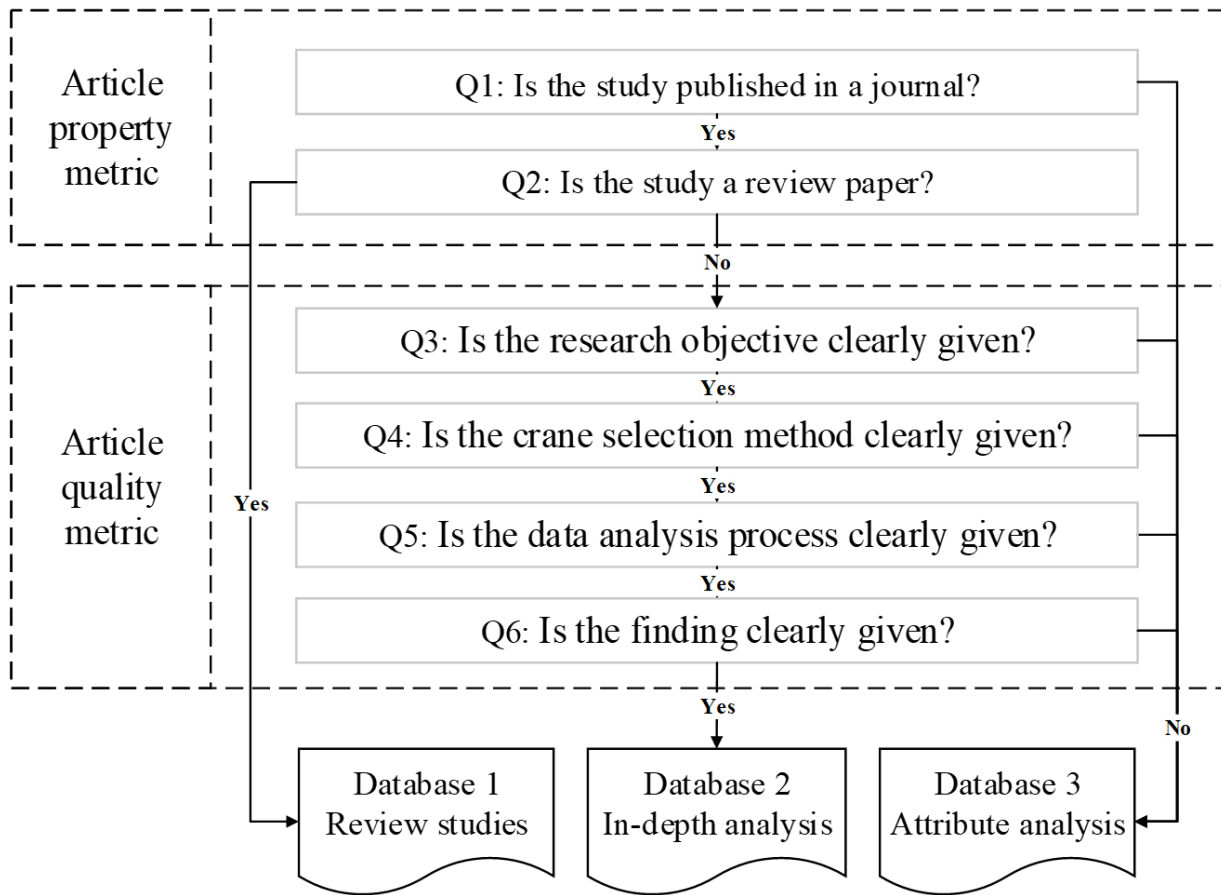 Article
property
metric
Q1: Is the study published in a journal?
Yes
Q2: Is the study a review paper?
No
Article
quality
metric
Q3: Is the research objective clearly given?
Yes
Q4: Is the crane selection method clearly given?
Yes
Q5: Is the data analysis process clearly given?
Yes
Q6: Is the finding clearly given?
Yes
Yes
No
Database 1
Review studies
Database 2
In-depth analysis
Database 3
Attribute analysis